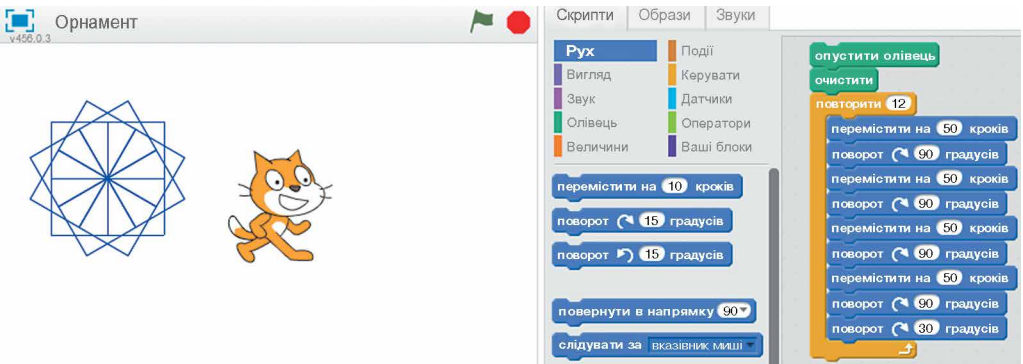 Орнамент
v456.0.3
Скрипти Образи Звуки
Рух
Вигляд
Звук
Олівець
Величини
Події
Керувати
Датчики
Оператори
Ваші блоки
перемістити на 10 кроків
поворот 15 градусів
поворот 15 градусів
повернути в напрямку 90
слідувати за вказівник миші
опустити олівець
очистити
повторити 12
перемістити на 50 кроків
поворот 90 градусів
перемістити на 50 кроків
поворот 90 градусів
перемістити на 50 кроків
поворот 90 градусів
перемістити на 50 кроків
поворот 90 градусів
поворот 30 градусів